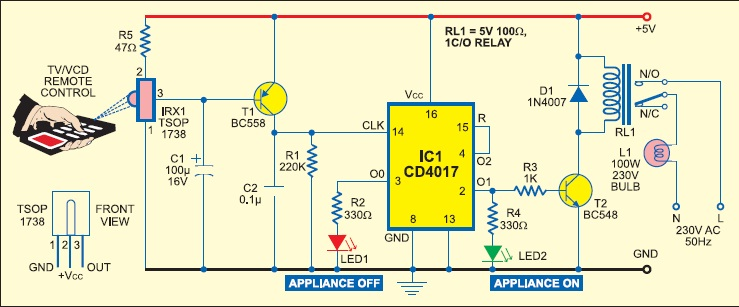 R5
47Ω
TV/VCD
REMOTE
CONTROL
2
3
1
IRX1
TSOP
1738
T1
BC558
RL1 = 5V 100Ω,
1C/O RELAY
+5V
VCC
16
D1
1N4007
N/O
N/C
RL1
CLK
14
15
R
IC1
CD4017
4
O2
O0
3
2
O1
R3
1K
L1
100W
230V
BULB
C1
100µ
16V
+
R1
220K
C2
0.1µ
R2
330Ω
8
13
GND
R4
330Ω
T2
BC548
N
L
230V AC
50Hz
TSOP
1738
FRONT
VIEW
1 2 3
GND
OUT
+VCC
LED1
LED2
GND
APPLIANCE OFF
APPLIANCE ON